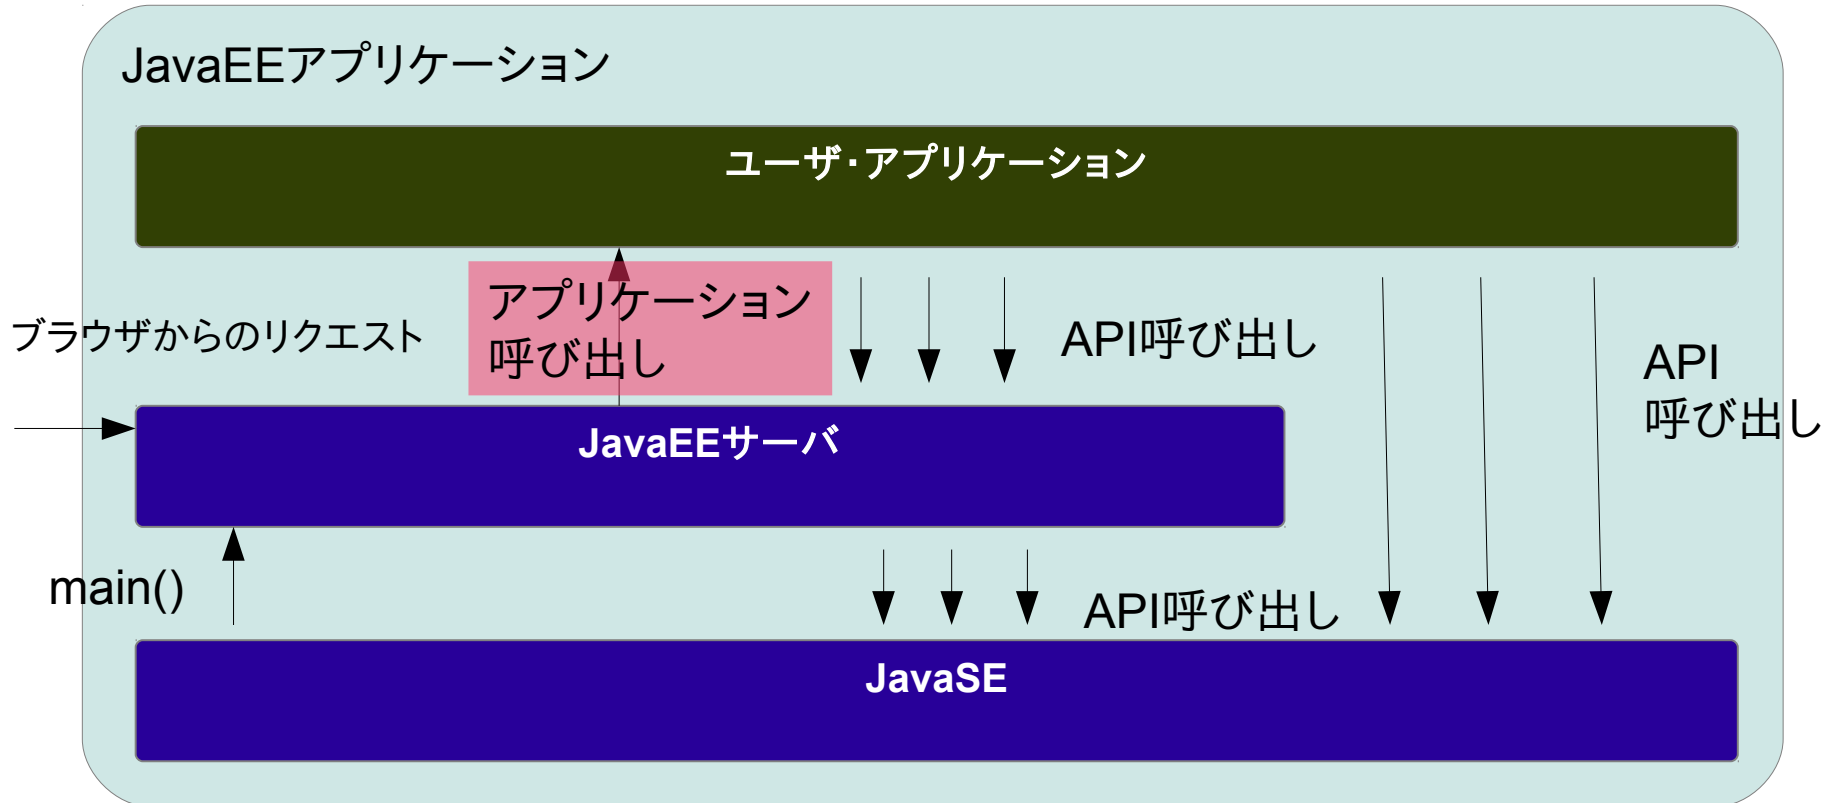 JavaEEアプリケーション
ユーザ・アプリケーション
アプリケーション
呼び出し
ブラウザからのリクエスト
API呼び出し
API
呼び出し
JavaEEサーバ
main()
API呼び出し
JavaSE